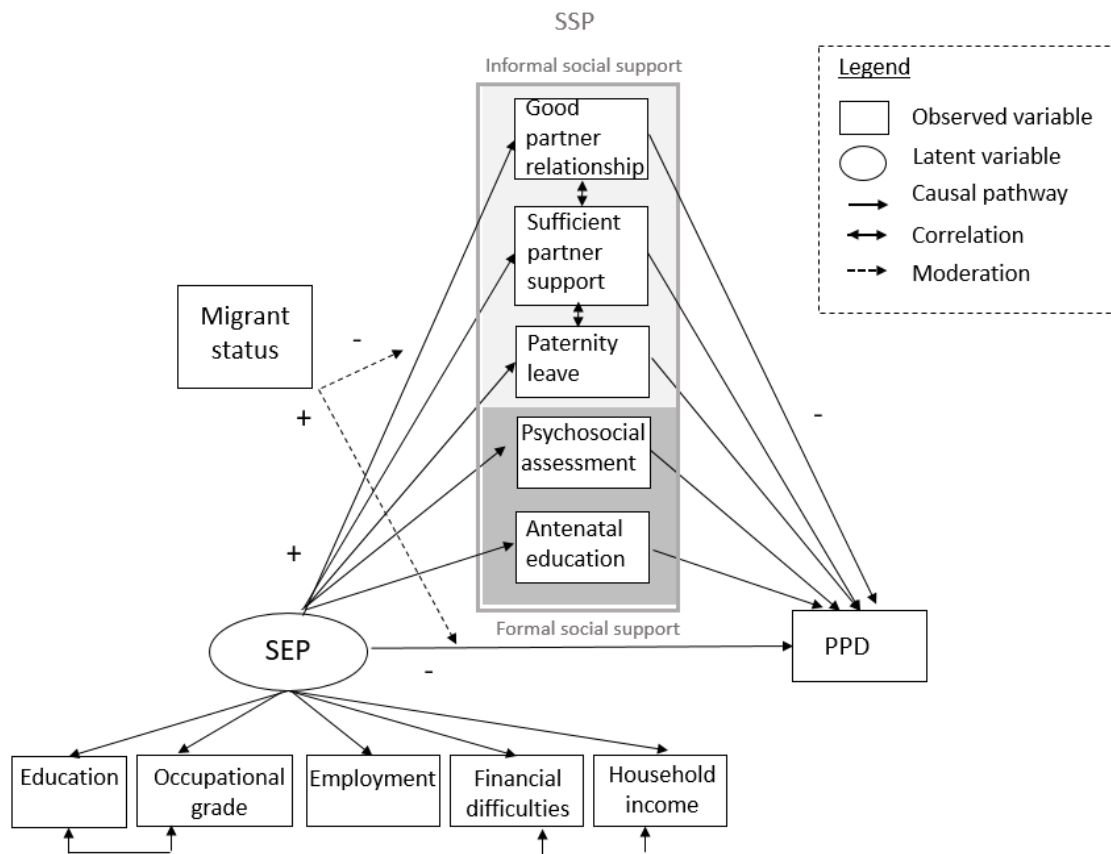 SSP
Informal social support
Good
partner
relationship
Sufficient
partner
support
Paternity
leave
Psychosocial
assessment
Antenatal
education
Formal social support
Legend
Observed variable
Latent variable
Causal pathway
Correlation
Moderation
Migrant
status
-
+
-
+
SEP
-
PPD
Education
Occupational
grade
Employment
Financial
difficulties
Household
income